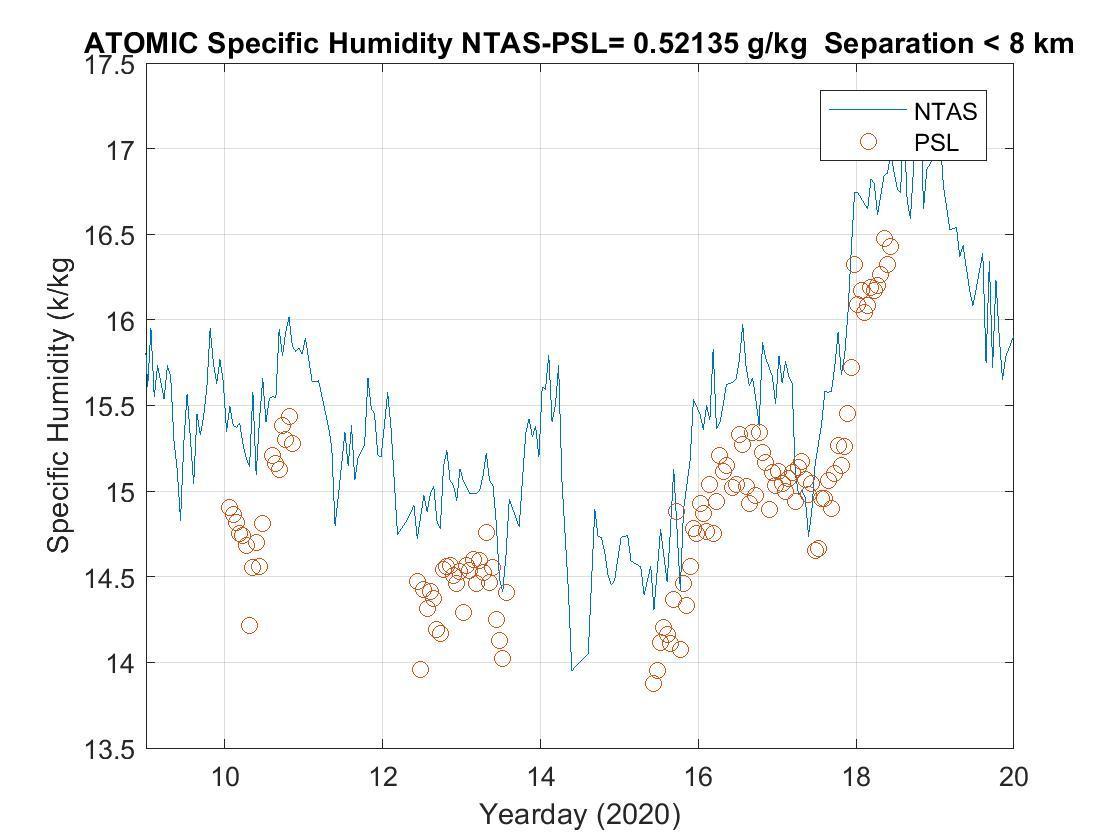 ATOMIC Specific Humidity NTAS-PSL= 0.52135 g/kg  Separation < 8 km
17.5
17
16.5
16
15.5
15
14.5
14
13.5
Specific Humidity (k/kg
NTAS
PSL
10 12 14 16 18 20
Yearday (2020)